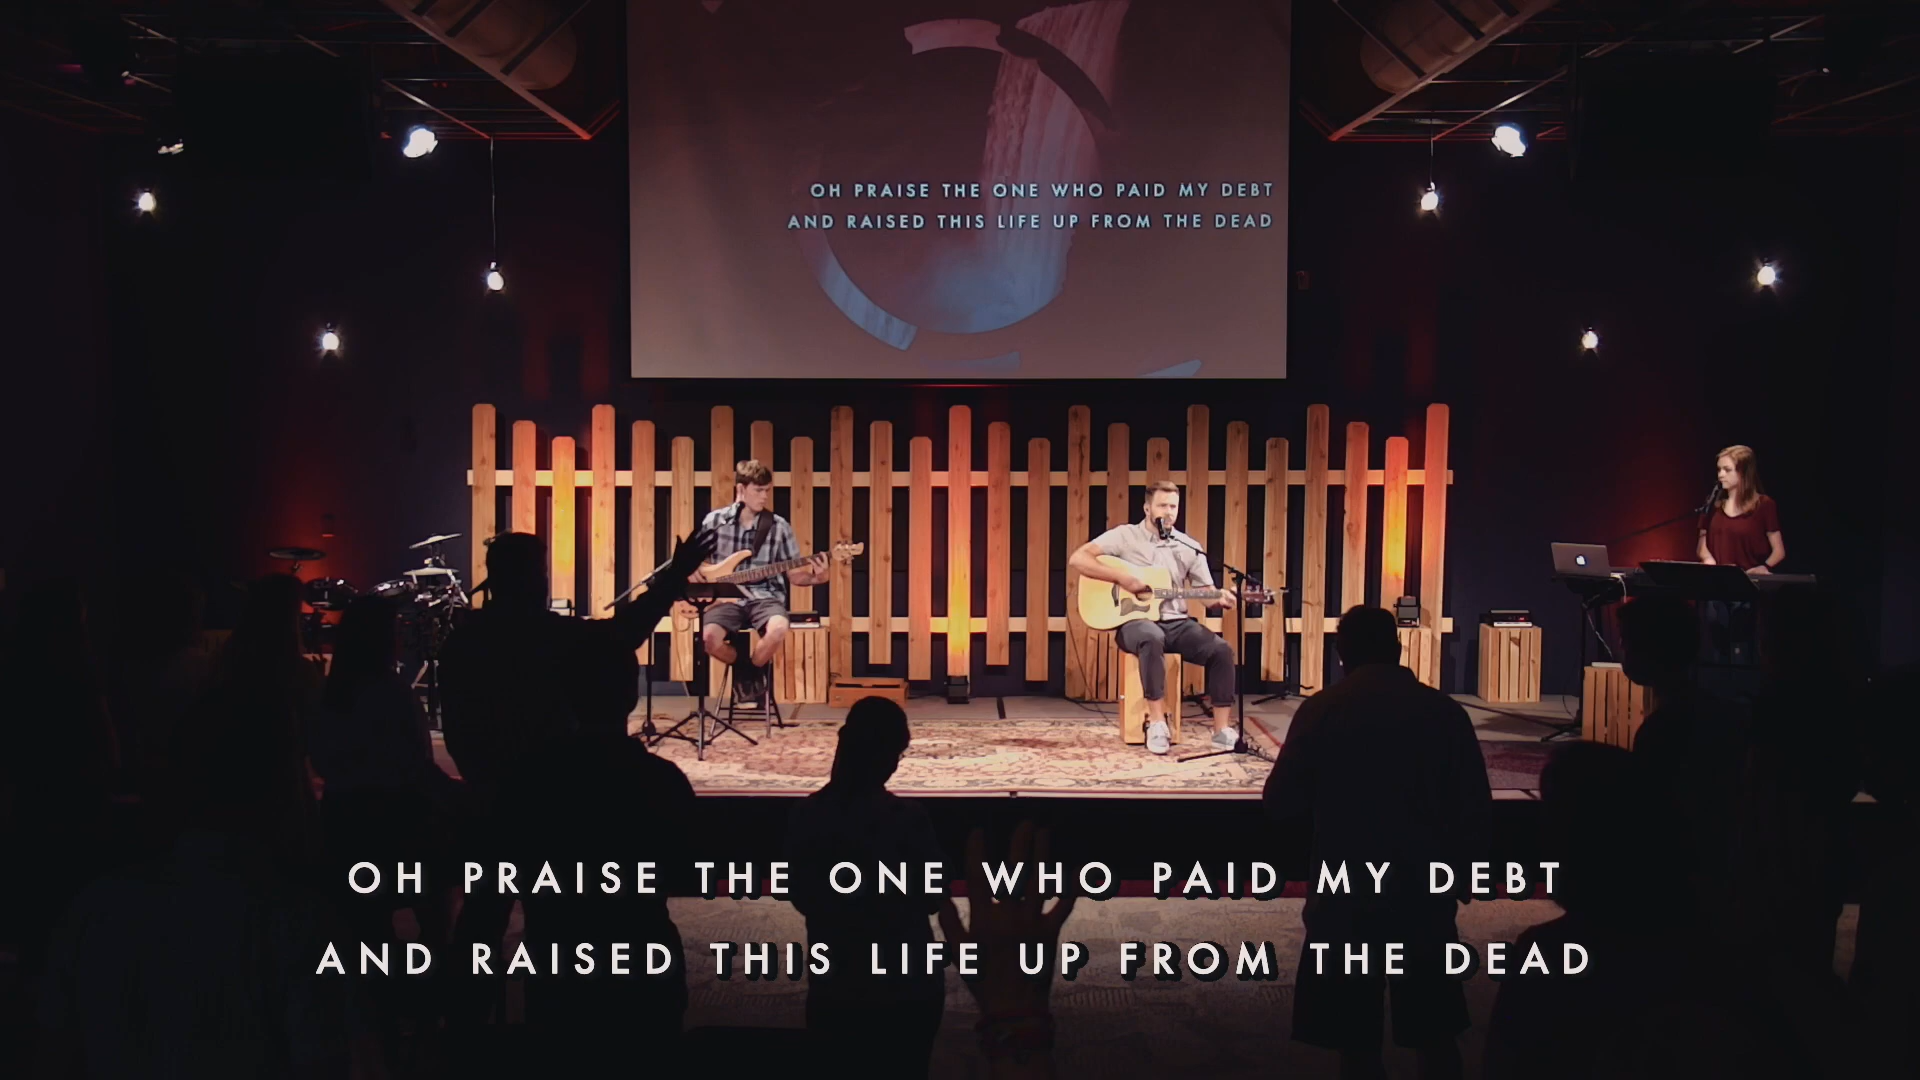 OH PRAISE THE ONE WHO PAID MY DEBT
AND RAISED THIS LIFE UP FROM THE DEAD
OH PRAISE THE ONE WHO PAID MY DEBT
AND RAISED THIS LIFE UP FROM THE DEAD